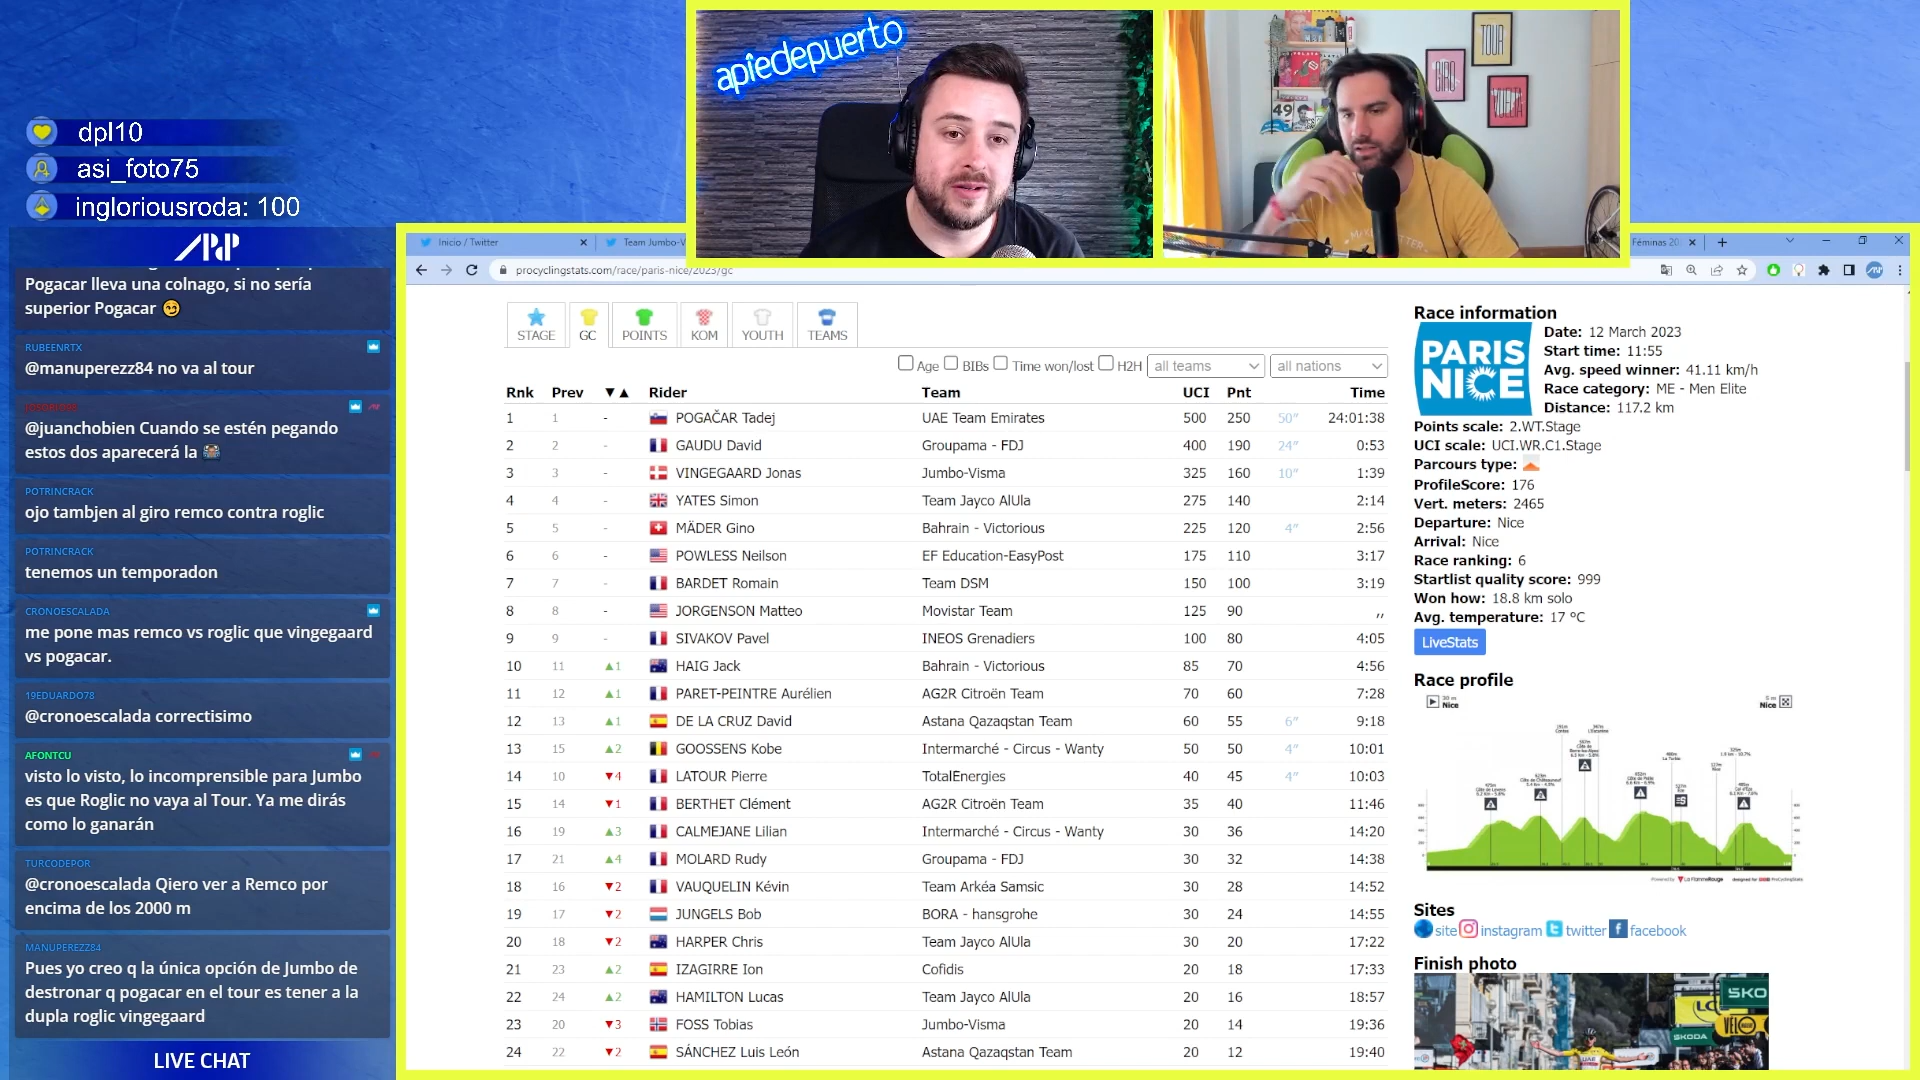 dpl10
asi_foto75
ingloriousroda: 100
apiedepuerto
TOUR
GIRO
49
Pogacar lleva una colnago, si no sería
superior Pogacar
RUBEENRTX
@manuperezz84 no va al tour
@juanchobien Cuando se estén pegando
estos dos aparecerá la
POTRINCRACK
ojo tambjen al giro remco contra roglic
POTRINCRACK
tenemos un temporadon
CRONOESCALADA
me pone mas remco vs roglic que vingegaard
vs pogacar.
19EDUARDO78
@cronoescalada correctisimo
AFONTCU
visto lo visto, lo incomprensible para Jumbo
es que Roglic no vaya al Tour. Ya me dirás
como lo ganarán
TURCODEPOR
@cronoescalada Qiero ver a Remco por
encima de los 2000 m
MANUPEREZZ84
Pues yo creo q la única opción de Jumbo de
destronar q pogacar en el tour es tener a la
dupla roglic vingegaard
LIVE CHAT
Inicio / Twitter
Team Jumbo-V
Féminas 20
procyclingstats.com/race/paris-nice/2023/gc
STAGE GC POINTS KOM YOUTH TEAMS
Age BIBs Time won/lost H2H all teams all nations
Rnk Prev ▼▲ Rider Team UCI Pnt Time
1 1 - POGAČAR Tadej UAE Team Emirates 500 250 50″ 24:01:38
2 2 - GAUDU David Groupama - FDJ 400 190 24″ 0:53
3 3 - VINGEGAARD Jonas Jumbo-Visma 325 160 10″ 1:39
4 4 - YATES Simon Team Jayco AlUla 275 140 2:14
5 5 - MÄDER Gino Bahrain - Victorious 225 120 4″ 2:56
6 6 - POWLESS Neilson EF Education-EasyPost 175 110 3:17
7 7 - BARDET Romain Team DSM 150 100 3:19
8 8 - JORGENSON Matteo Movistar Team 125 90 ,,
9 9 - SIVAKOV Pavel INEOS Grenadiers 100 80 4:05
10 11 ▲1 HAIG Jack Bahrain - Victorious 85 70 4:56
11 12 ▲1 PARET-PEINTRE Aurélien AG2R Citroën Team 70 60 7:28
12 13 ▲1 DE LA CRUZ David Astana Qazaqstan Team 60 55 6″ 9:18
13 15 ▲2 GOOSSENS Kobe Intermarché - Circus - Wanty 50 50 4″ 10:01
14 10 ▼4 LATOUR Pierre TotalEnergies 40 45 4″ 10:03
15 14 ▼1 BERTHET Clément AG2R Citroën Team 35 40 11:46
16 19 ▲3 CALMEJANE Lilian Intermarché - Circus - Wanty 30 36 14:20
17 21 ▲4 MOLARD Rudy Groupama - FDJ 30 32 14:38
18 16 ▼2 VAUQUELIN Kévin Team Arkéa Samsic 30 28 14:52
19 17 ▼2 JUNGELS Bob BORA - hansgrohe 30 24 14:55
20 18 ▼2 HARPER Chris Team Jayco AlUla 30 20 17:22
21 23 ▲2 IZAGIRRE Ion Cofidis 20 18 17:33
22 24 ▲2 HAMILTON Lucas Team Jayco AlUla 20 16 18:57
23 20 ▼3 FOSS Tobias Jumbo-Visma 20 14 19:36
24 22 ▼2 SÁNCHEZ Luis León Astana Qazaqstan Team 20 12 19:40
Race information
PARIS
NICE
Date: 12 March 2023
Start time: 11:55
Avg. speed winner: 41.11 km/h
Race category: ME - Men Elite
Distance: 117.2 km
Points scale: 2.WT.Stage
UCI scale: UCI.WR.C1.Stage
Parcours type:
ProfileScore: 176
Vert. meters: 2465
Departure: Nice
Arrival: Nice
Race ranking: 6
Startlist quality score: 999
Won how: 18.8 km solo
Avg. temperature: 17 °C
LiveStats
Race profile
Nice
Nice
Sites
site instagram twitter facebook
Finish photo
SKO
SKODA
VÉLO